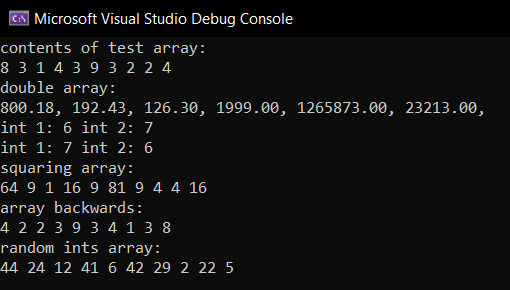 Microsoft Visual Studio Debug Console
contents of test array:
8 3 1 4 3 9 3 2 2 4
double array:
800.18, 192.43, 126.30, 1999.00, 1265873.00, 23213.00,
int 1: 6 int 2: 7
int 1: 7 int 2: 6
squaring array:
64 9 1 16 9 81 9 4 4 16
array backwards:
4 2 2 3 9 3 4 1 3 8
random ints array:
44 24 12 41 6 42 29 2 22 5